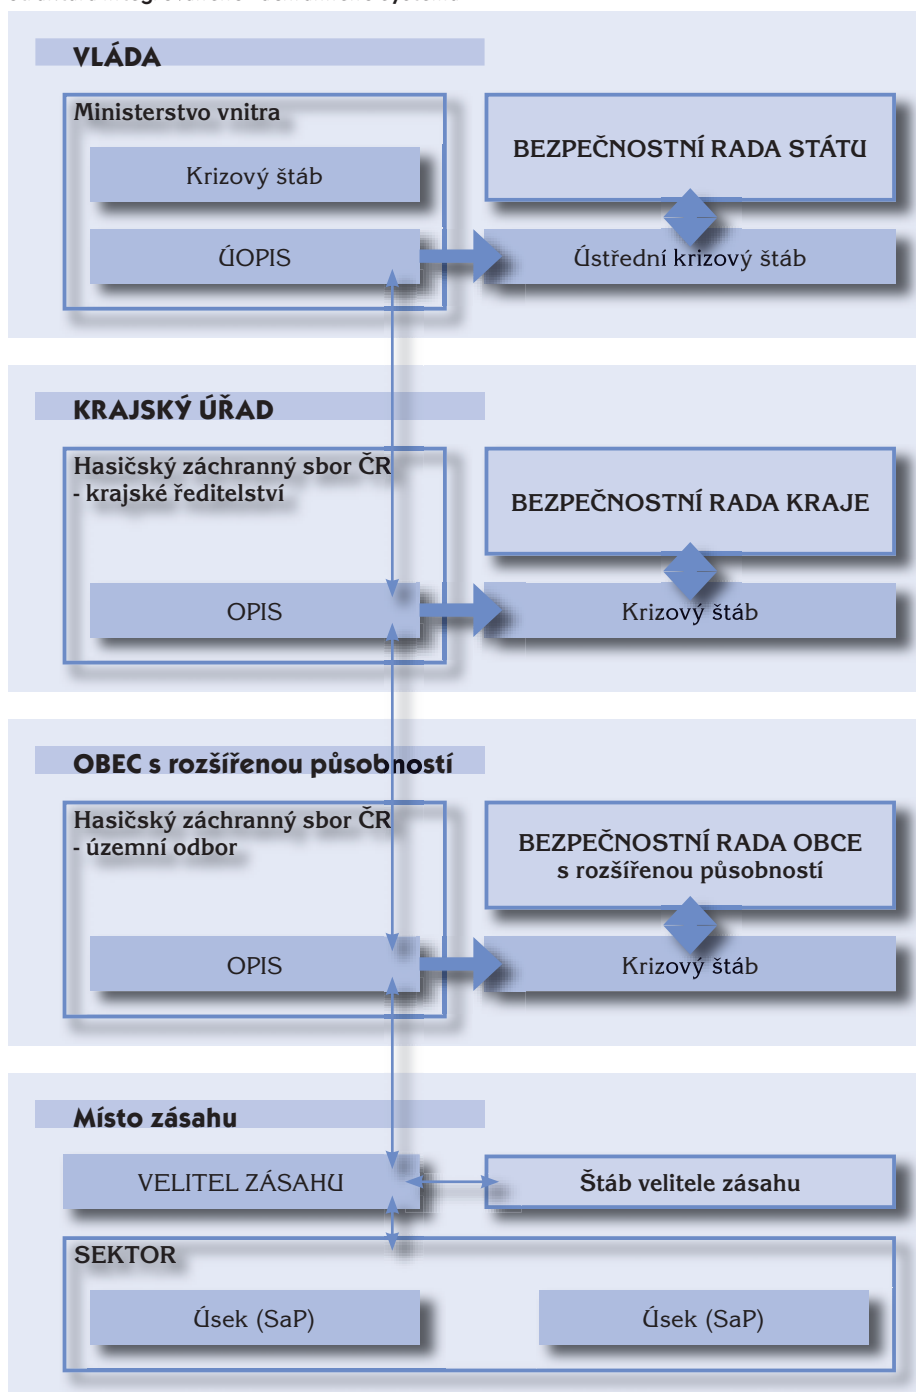 VLÁDA
Ministerstvo vnitra
Krizový štáb
ÚOPIS
BEZPEČNOSTNÍ RADA STÁTU
Ústřední krizový štáb
KRAJSKÝ ÚŘAD
Hasičský záchranný sbor ČR
- krajské ředitelství
OPIS
BEZPEČNOSTNÍ RADA KRAJE
Krizový štáb
OBEC s rozšířenou působností
Hasičský záchranný sbor ČR
- územní odbor
OPIS
BEZPEČNOSTNÍ RADA OBCE
s rozšířenou působností
Krizový štáb
Místo zásahu
VELITEL ZÁSAHU
Štáb velitele zásahu
SEKTOR
Úsek (SaP)
Úsek (SaP)